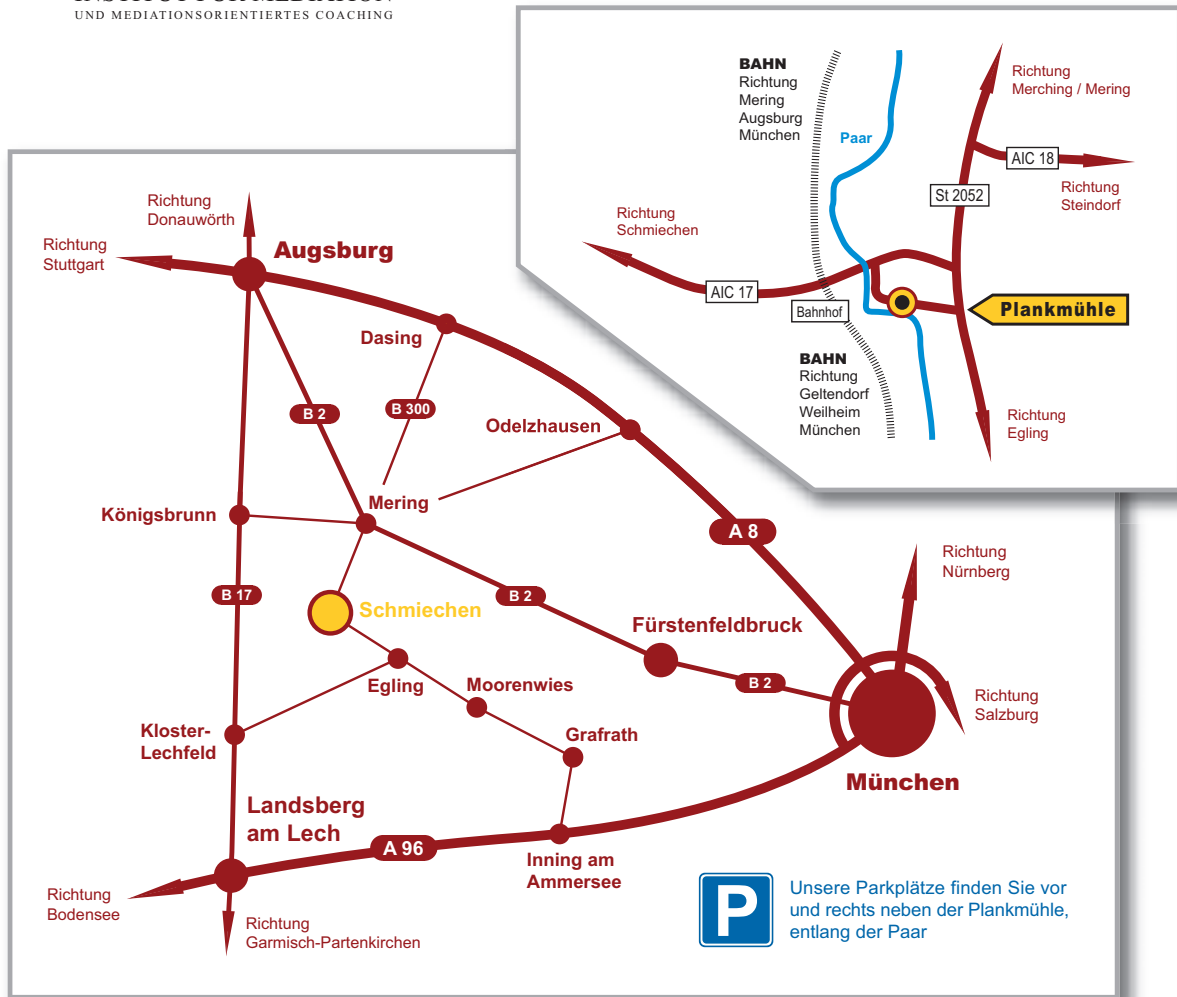 INSTITUT FÜR MEDIATION
UND MEDIATIONSORIENTIERTES COACHING
BAHN
Richtung
Mering
Augsburg
München
Paar
Richtung
Merching / Mering
AIC 18
Richtung
Steindorf
St 2052
Richtung
Schmiechen
AIC 17
Bahnhof
Plankmühle
BAHN
Richtung
Geltendorf
Weilheim
München
Richtung
Egling
Richtung
Donauwörth
Richtung
Stuttgart
Augsburg
Dasing
B 2
B 300
Odelzhausen
Mering
Königsbrunn
A 8
Richtung
Nürnberg
B 17
Schmiechen
B 2
Fürstenfeldbruck
B 2
Egling
Moorenwies
Richtung
Salzburg
Kloster-
Lechfeld
Grafrath
München
Landsberg
am Lech
A 96
Inning am
Ammersee
Richtung
Bodensee
Richtung
Garmisch-Partenkirchen
P
Unsere Parkplätze finden Sie vor
und rechts neben der Plankmühle,
entlang der Paar